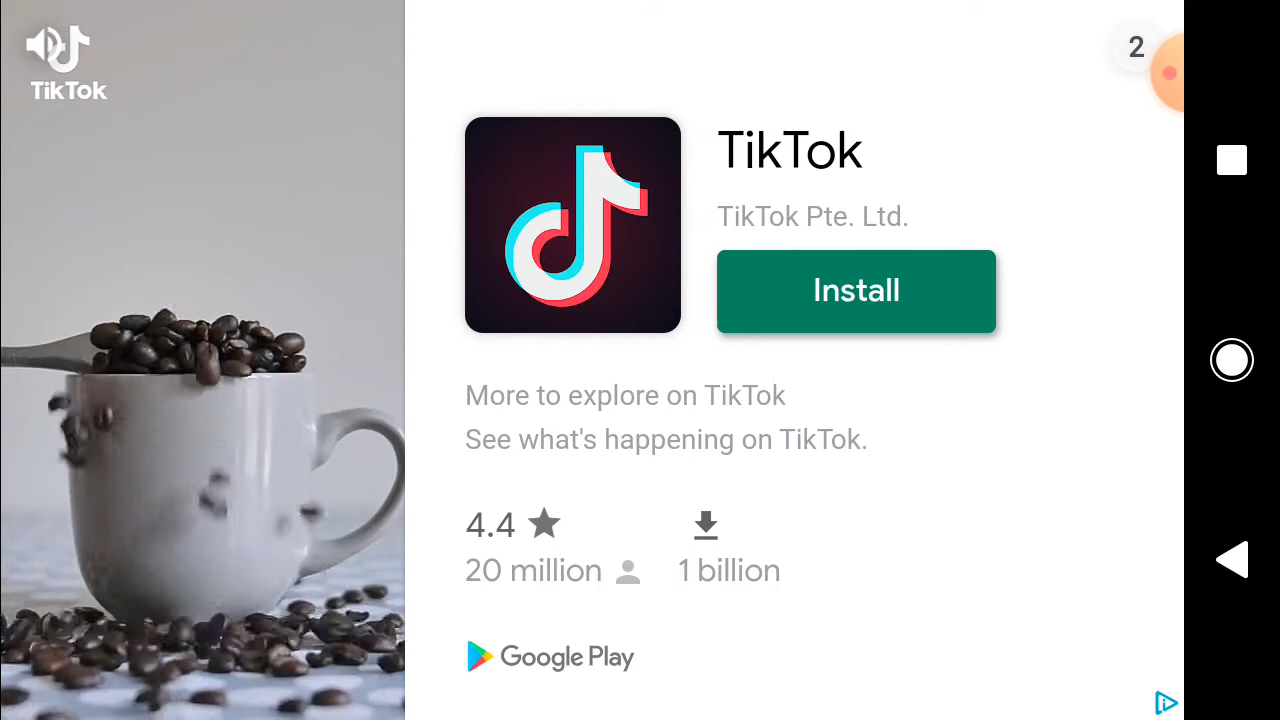 TikTok
2
TikTok
TikTok Pte. Ltd.
Install
More to explore on TikTok
See what's happening on TikTok.
4.4
20 million
1 billion
Google Play